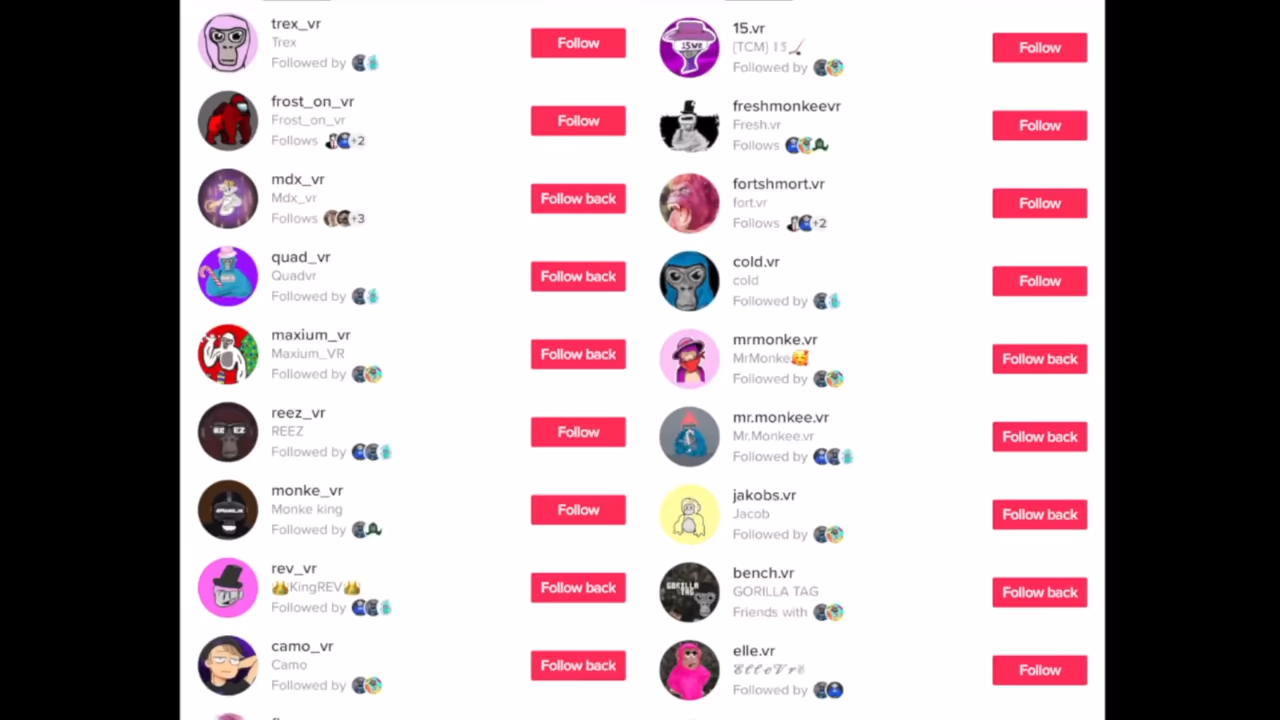 trex_vr
Trex
Followed by
Follow
frost_on_vr
Frost_on_vr
Follows +2
Follow
mdx_vr
Mdx_vr
Follows +3
Follow back
quad_vr
Quadvr
Followed by
Follow back
maxium_vr
Maxium_VR
Followed by
Follow back
reez_vr
REEZ
Followed by
Follow
monke_vr
Monke king
Followed by
Follow
rev_vr
👑KingREV👑
Followed by
Follow back
camo_vr
Camo
Followed by
Follow back
15.vr
[TCM] 15
Followed by
Follow
freshmonkeevr
Fresh.vr
Follows
Follow
fortshmort.vr
fort.vr
Follows +2
Follow
cold.vr
cold
Followed by
Follow
mrmonke.vr
MrMonke🥰
Followed by
Follow back
mr.monkee.vr
Mr.Monkee.vr
Followed by
Follow back
jakobs.vr
Jacob
Followed by
Follow back
GORILLA TAG
bench.vr
GORILLA TAG
Friends with
Follow back
elle.vr
Followed by
Follow